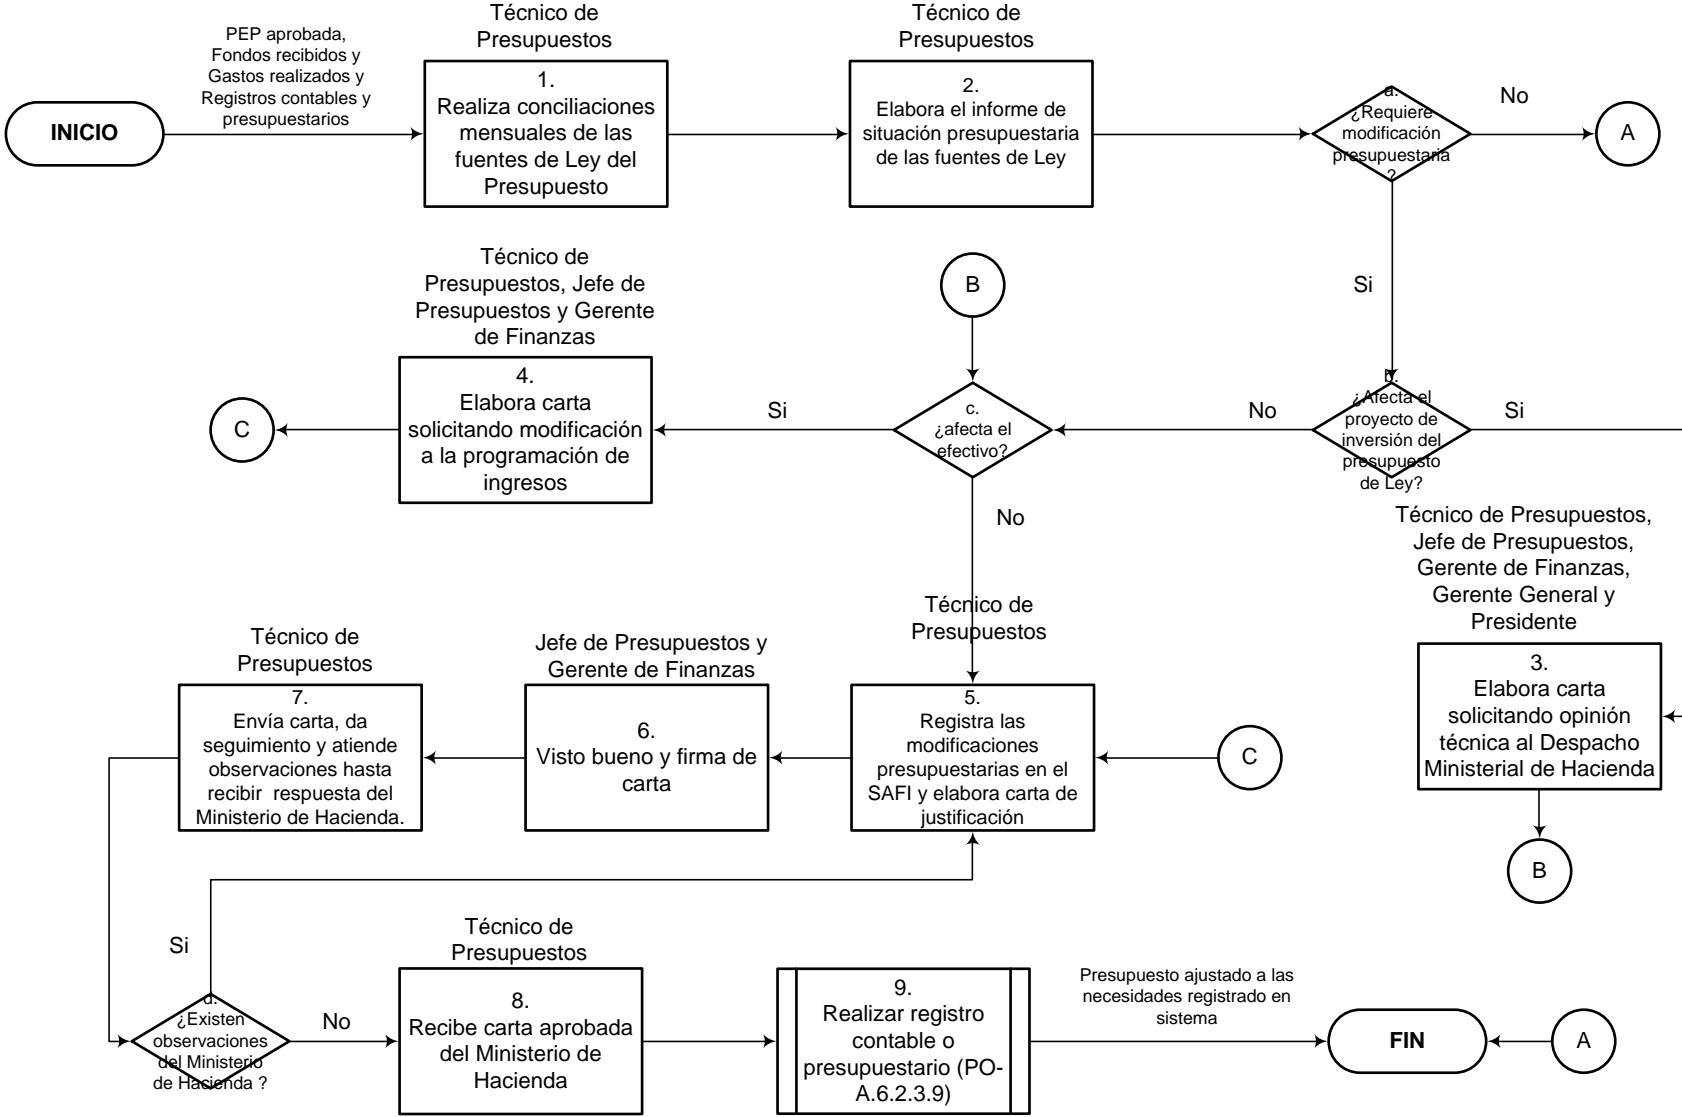 PEP aprobada,
Fondos recibidos y
Gastos realizados y
Registros contables y
presupuestarios
INICIO
Técnico de
Presupuestos
1.
Realiza conciliaciones
mensuales de las
fuentes de Ley del
Presupuesto
Técnico de
Presupuestos
2.
Elabora el informe de
situación presupuestaria
de las fuentes de Ley
a.
¿Requiere
modificación
presupuestaria
?
No
A
Si
b.
¿Afecta el
proyecto de
inversión del
presupuesto
de Ley?
Si
No
B
c.
¿afecta el
efectivo?
Si
No
Técnico de
Presupuestos, Jefe de
Presupuestos y Gerente
de Finanzas
4.
Elabora carta
solicitando modificación
a la programación de
ingresos
C
Técnico de Presupuestos,
Jefe de Presupuestos,
Gerente de Finanzas,
Gerente General y
Presidente
3.
Elabora carta
solicitando opinión
técnica al Despacho
Ministerial de Hacienda
B
Técnico de
Presupuestos
5.
Registra las
modificaciones
presupuestarias en el
SAFI y elabora carta de
justificación
C
Jefe de Presupuestos y
Gerente de Finanzas
6.
Visto bueno y firma de
carta
Técnico de
Presupuestos
7.
Envía carta, da
seguimiento y atiende
observaciones hasta
recibir respuesta del
Ministerio de Hacienda.
Si
d.
¿Existen
observaciones
del Ministerio
de Hacienda ?
No
Técnico de
Presupuestos
8.
Recibe carta aprobada
del Ministerio de
Hacienda
9.
Realizar registro
contable o
presupuestario (PO-
A.6.2.3.9)
Presupuesto ajustado a las
necesidades registrado en
sistema
FIN
A